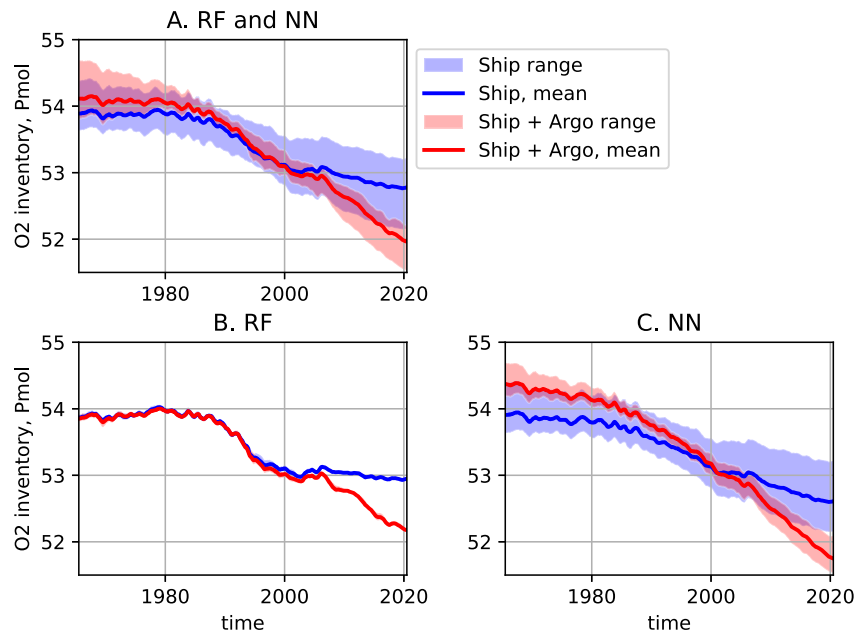 A. RF and NN
55
54
53
52
O2 inventory, Pmol
1980
2000
2020
Ship range
Ship, mean
Ship + Argo range
Ship + Argo, mean
B. RF
55
54
53
52
O2 inventory, Pmol
1980
2000
2020
time
C. NN
55
54
53
52
1980
2000
2020
time